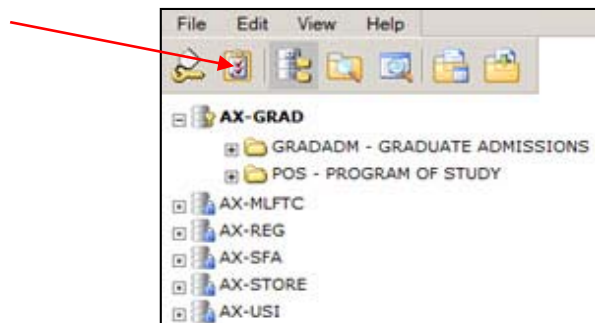 File Edit View Help
AX-GRAD
GRADADM - GRADUATE ADMISSIONS
POS - PROGRAM OF STUDY
AX-MLFTC
AX-REG
AX-SFA
AX-STORE
AX-USI